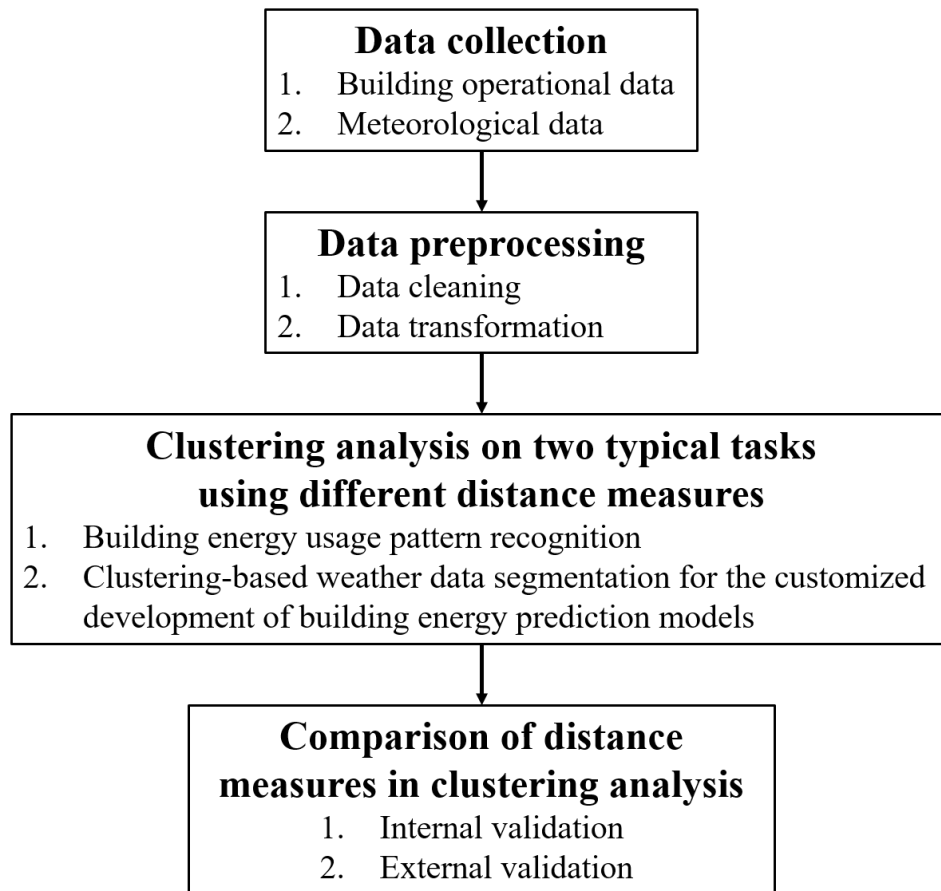 Data collection
1. Building operational data
2. Meteorological data
Data preprocessing
1. Data cleaning
2. Data transformation
Clustering analysis on two typical tasks
using different distance measures
1. Building energy usage pattern recognition
2. Clustering-based weather data segmentation for the customized
development of building energy prediction models
Comparison of distance
measures in clustering analysis
1. Internal validation
2. External validation